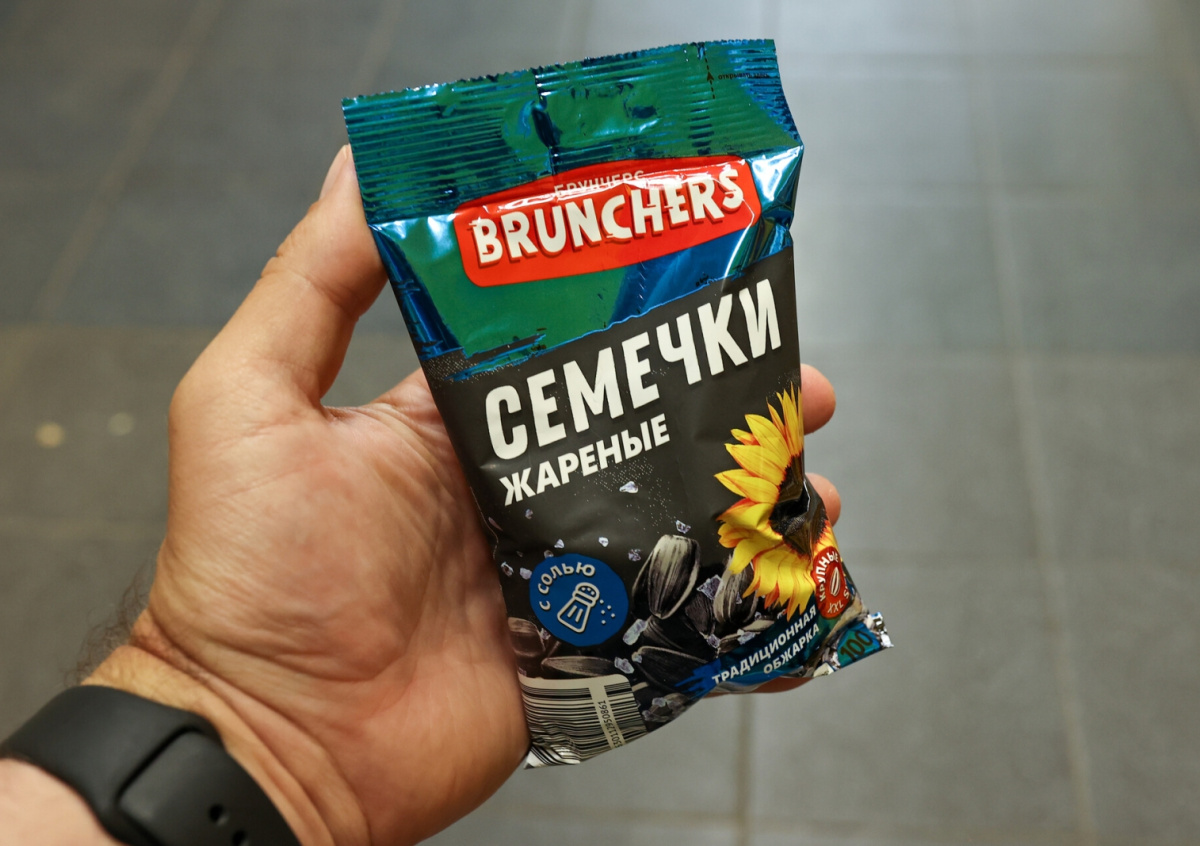 БРУНЧЕРС
BRUNCHERS
СЕМЕЧКИ
ЖАРЕНЫЕ
С СОЛЬЮ
КРУПНЫЕ
XXL
ТРАДИЦИОННАЯ
ОБЖАРКА
100